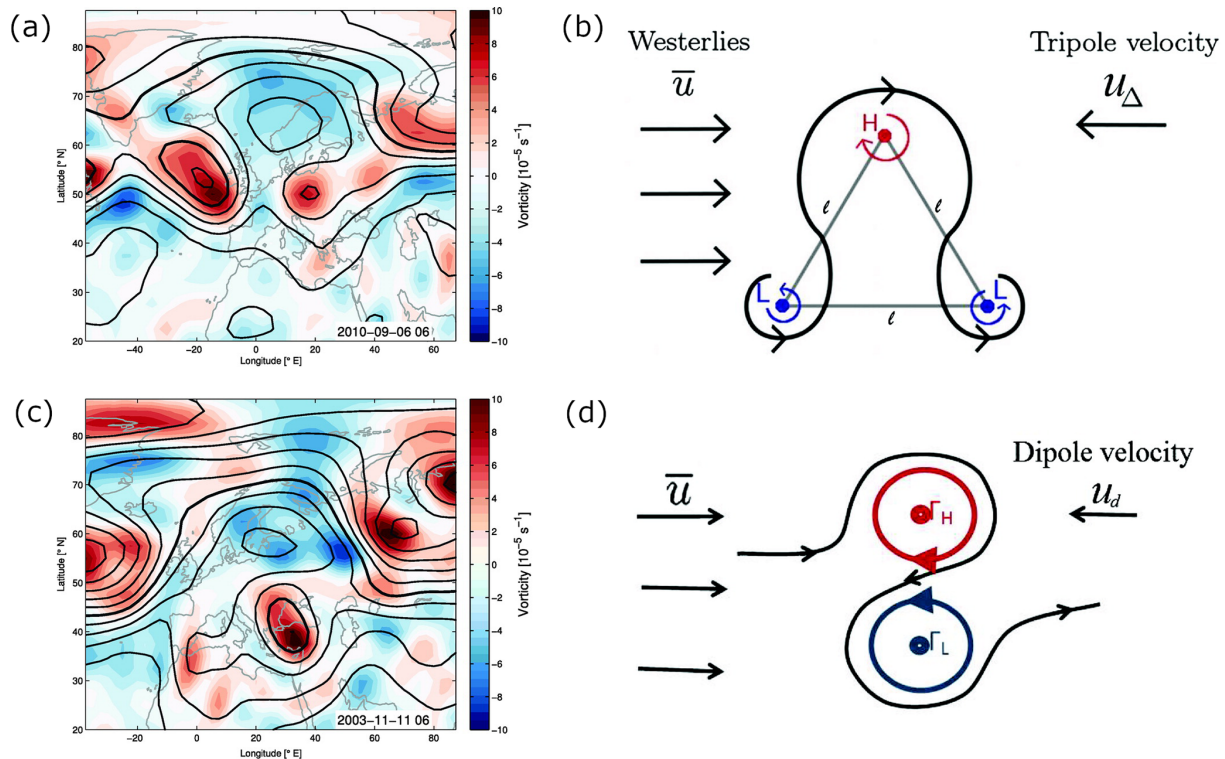 (a)
80
70
60
50
40
30
20
Latitude [° N]
−40
−20
0
20
40
60
Longitude [° E]
2010−09−06 06
10
8
6
4
2
0
−2
−4
−6
−8
−10
Vorticity [10⁻⁵ s⁻¹]
(b)
Westerlies
u̅
Tripole velocity
u_Δ
H
ℓ
ℓ
L
L
ℓ
(c)
80
70
60
50
40
30
20
Latitude [° N]
−20
0
20
40
60
80
Longitude [° E]
2003−11−11 06
10
8
6
4
2
0
−2
−4
−6
−8
−10
Vorticity [10⁻⁵ s⁻¹]
(d)
u̅
Dipole velocity
u_d
Γ_H
Γ_L